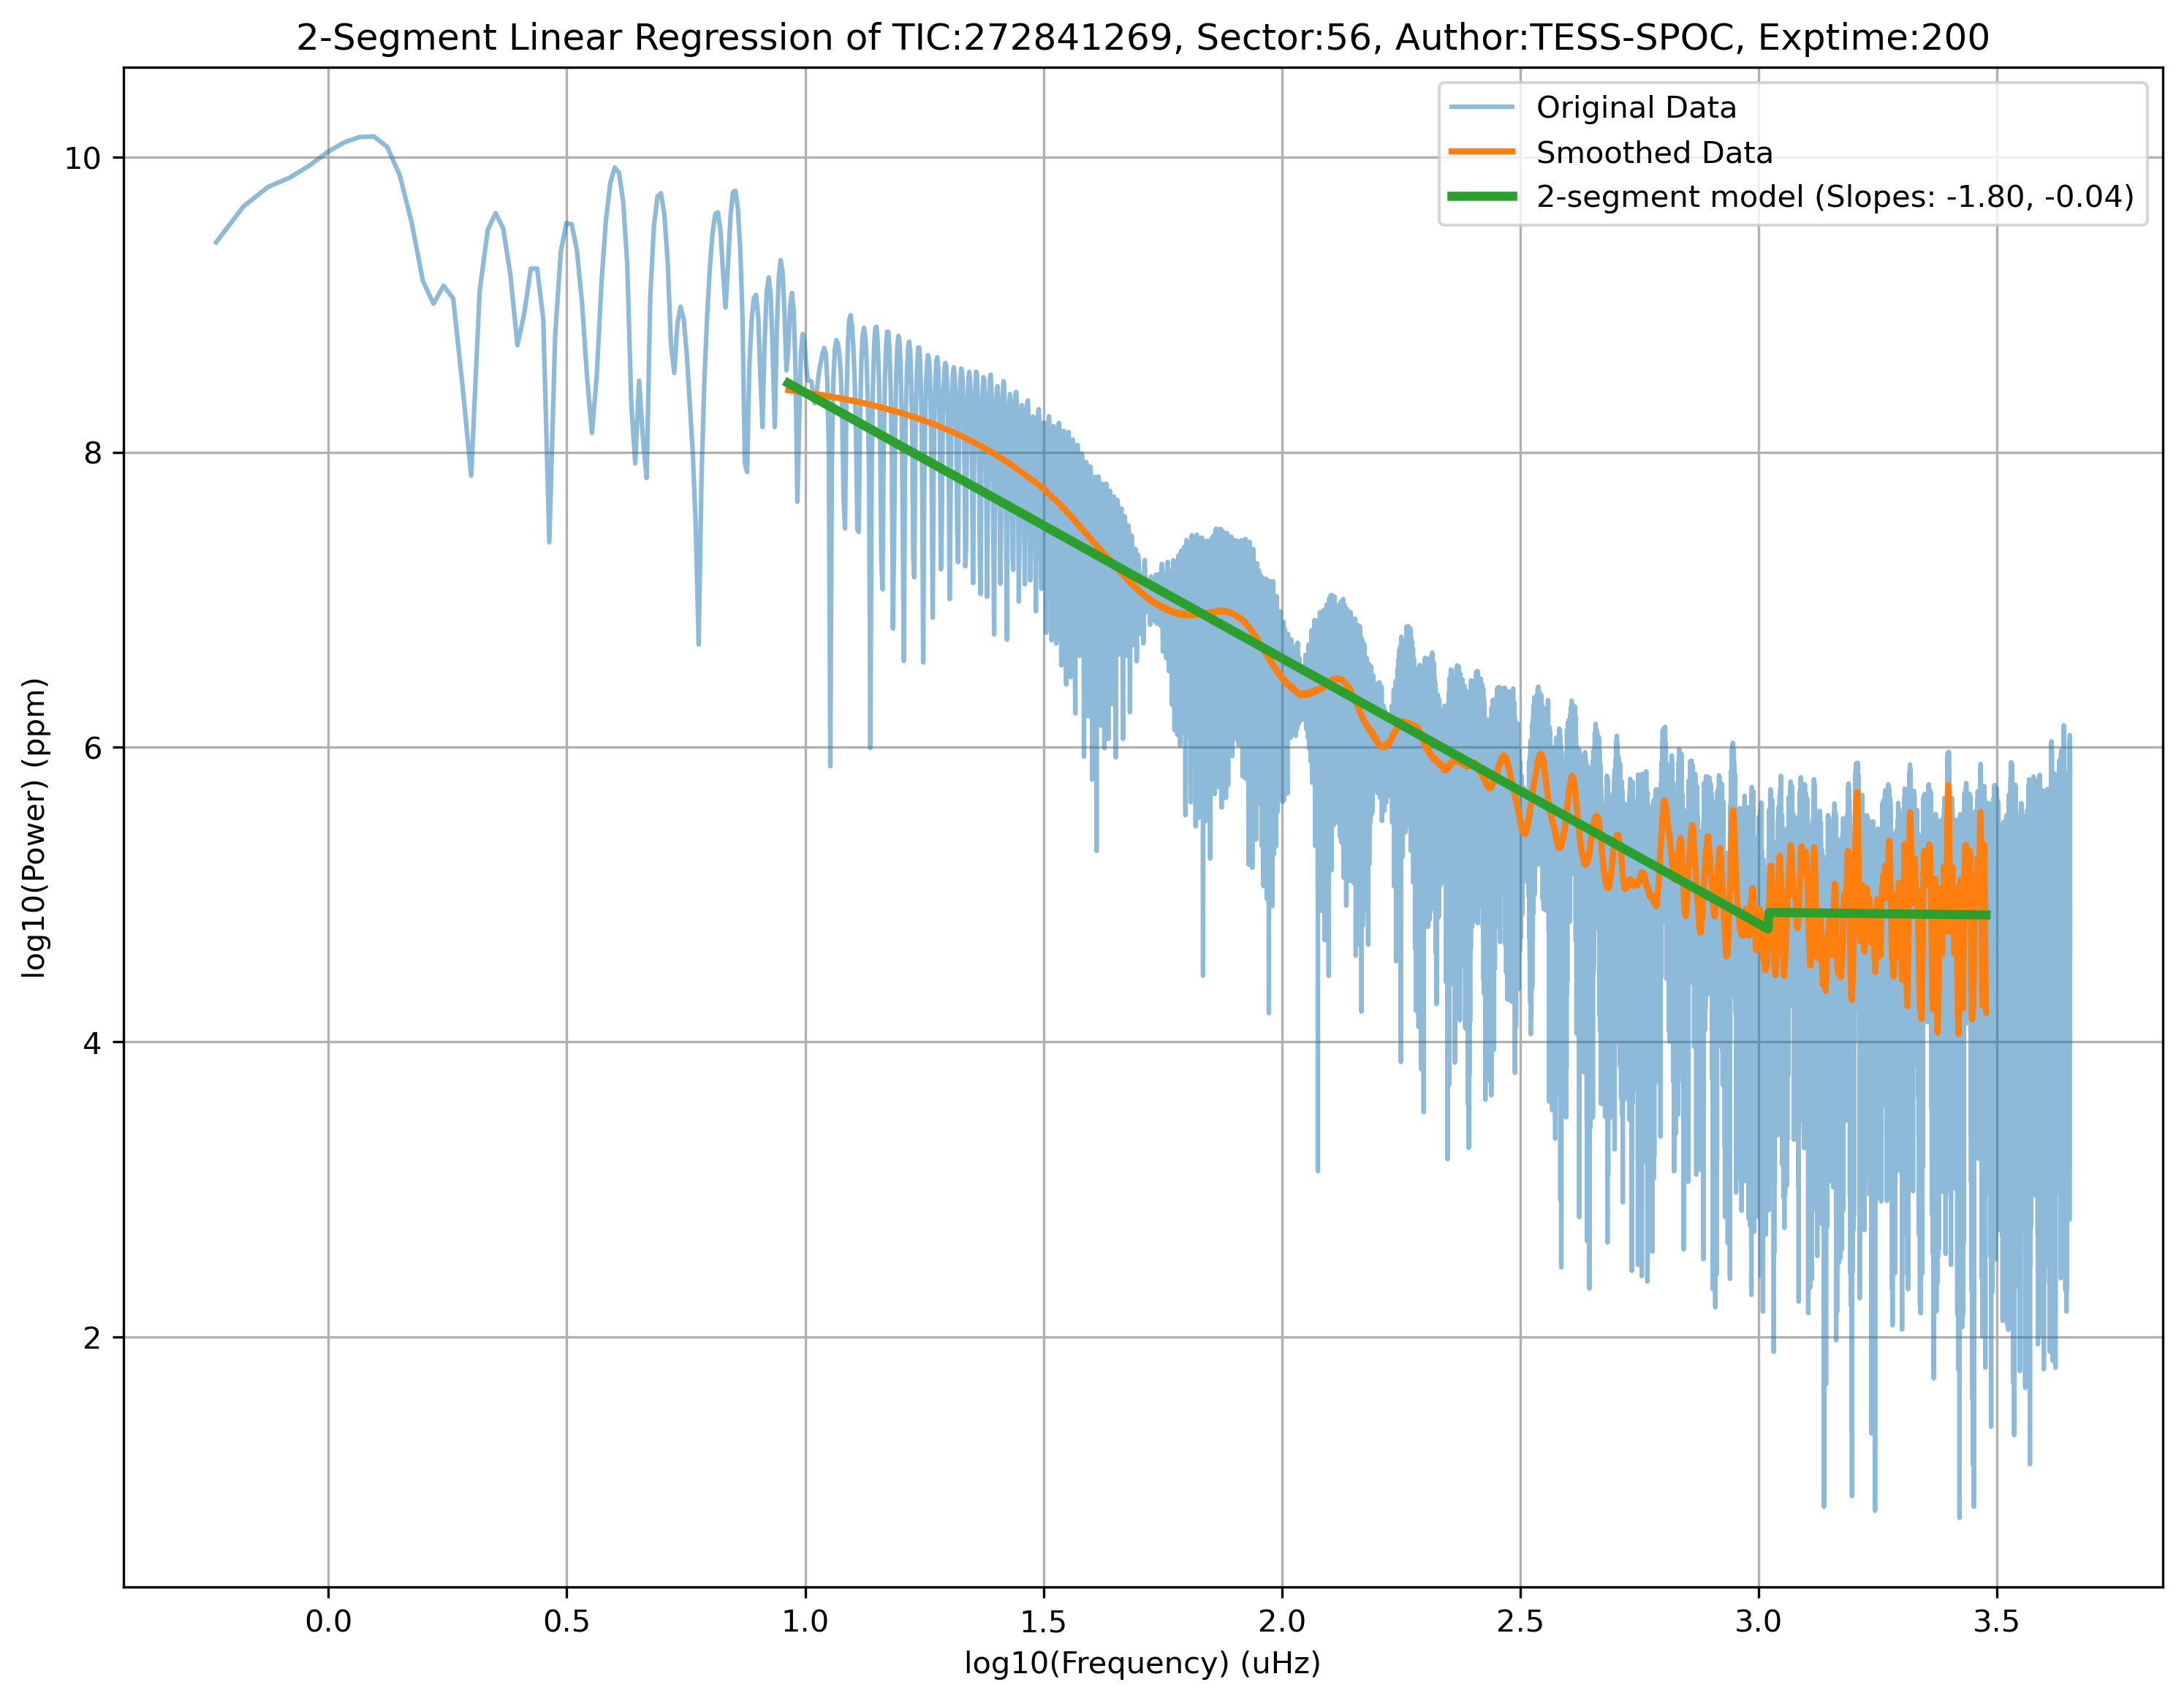 2-Segment Linear Regression of TIC:272841269, Sector:56, Author:TESS-SPOC, Exptime:200
Original Data
Smoothed Data
2-segment model (Slopes: -1.80, -0.04)
log10(Power) (ppm)
10
8
6
4
2
0.0 0.5 1.0 1.5 2.0 2.5 3.0 3.5
log10(Frequency) (uHz)